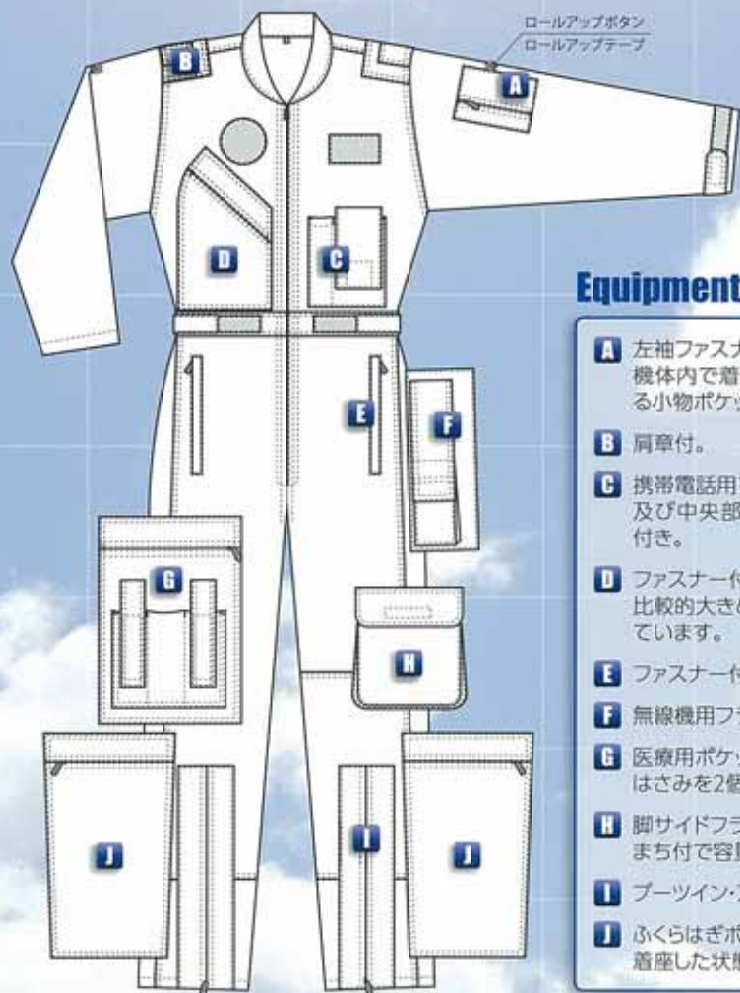 ロールアップボタン
ロールアップテープ
B
A
D
C
E
F
G
H
J
I
J
Equipment
A 左袖ファスナ
機体内で着
る小物ポケッ
B 肩章付。
C 携帯電話用
及び中央部
付き。
D ファスナー付
比較的大きめ
ています。
E ファスナー付
F 無線機用フラ
G 医療用ポケッ
はさみを2個
H 脚サイドフラ
まち付で容量
I ブーツイン・
J ふくらはぎポ
着座した状態